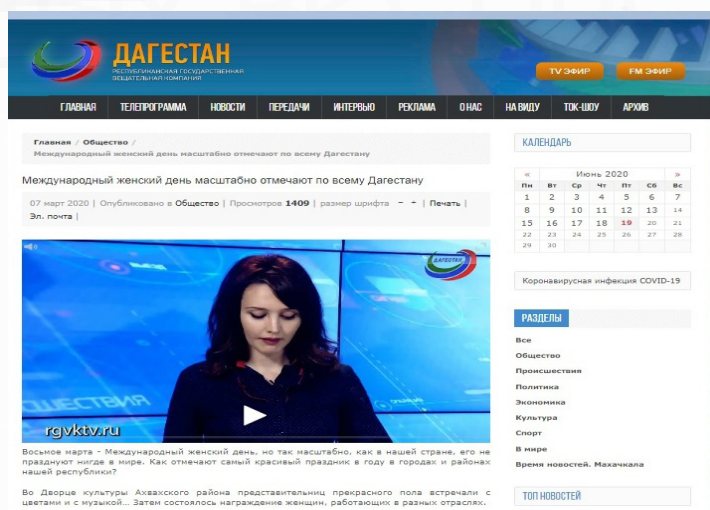 ДАГЕСТАН
РЕСПУБЛИКАНСКАЯ ГОСУДАРСТВЕННАЯ
ВЕЩАТЕЛЬНАЯ КОМПАНИЯ
TV ЭФИР FM ЭФИР
ГЛАВНАЯ ТЕЛЕПРОГРАММА НОВОСТИ ПЕРЕДАЧИ ИНТЕРВЬЮ РЕКЛАМА О НАС НА ВИДУ ТОК-ШОУ АРХИВ
Главная / Общество /
Международный женский день масштабно отмечают по всему Дагестану
Международный женский день масштабно отмечают по всему Дагестану
07 март 2020 | Опубликовано в Общество | Просмотров 1409 | размер шрифта - + | Печать |
Эл. почта |
ДАГЕСТАН
ЩЕСТВИЯ
rgvktv.ru
Восьмое марта - Международный женский день, но так масштабно, как в нашей стране, его не
празднуют нигде в мире. Как отмечают самый красивый праздник в году в городах и районах
нашей республики?
Во Дворце культуры Ахвахского района представительниц прекрасного пола встречали с
цветами и с музыкой... Затем состоялось награждение женщин, работающих в разных отраслях.
КАЛЕНДАРЬ
« Июнь 2020 »
Пн Вт Ср Чт Пт Сб Вс
1 2 3 4 5 6 7
8 9 10 11 12 13 14
15 16 17 18 19 20 21
22 23 24 25 26 27 28
29 30
Коронавирусная инфекция COVID-19
РАЗДЕЛЫ
Все
Общество
Происшествия
Политика
Экономика
Культура
Спорт
В мире
Время новостей. Махачкала
ТОП НОВОСТЕЙ